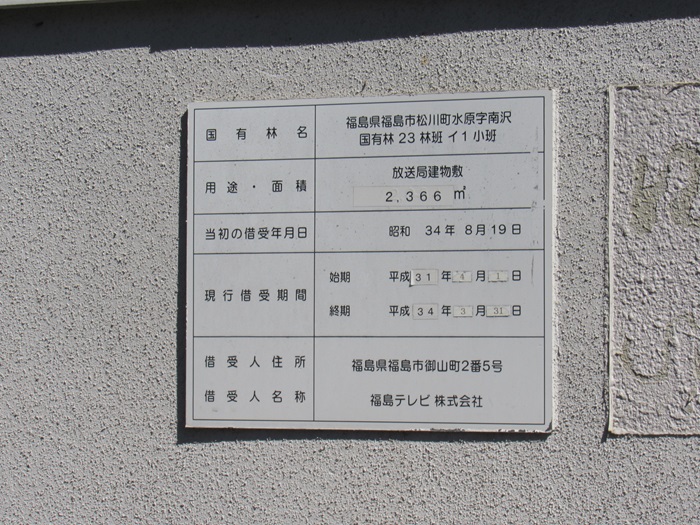 国有林名 福島県福島市松川町水原字南沢
国有林 23 林班 イ1 小班
用途・面積 放送局建物敷
2,366 ㎡
当初の借受年月日 昭和 34年 8月19日
現行借受期間 始期 平成31年4月1日
終期 平成34年3月31日
借受人住所 福島県福島市御山町2番5号
借受人名称 福島テレビ 株式会社